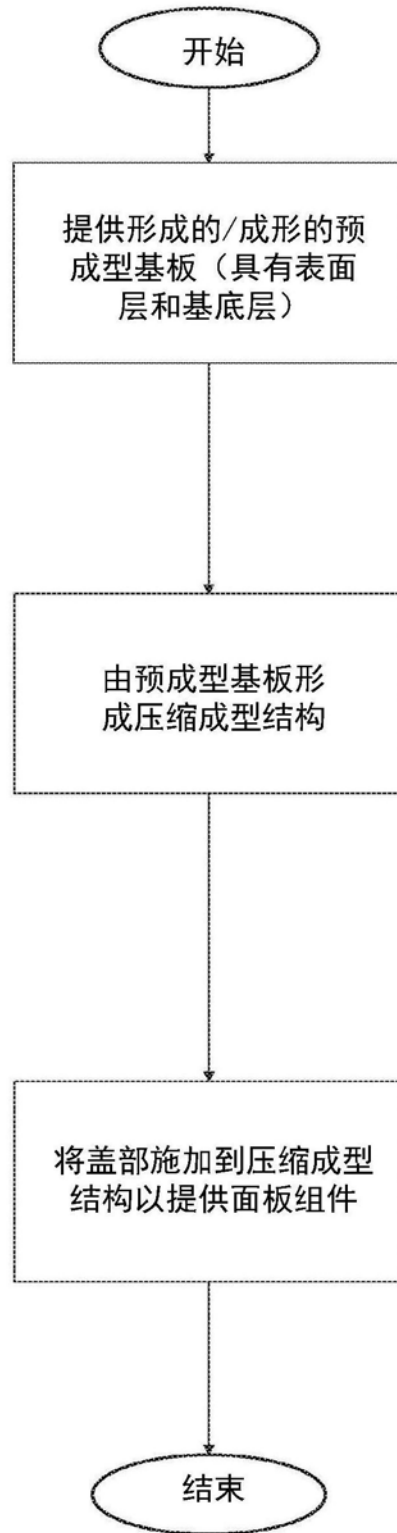 开始
提供形成的/成形的预
成型基板（具有表面
层和基底层）
由预成型基板形
成压缩成型结构
将盖部施加到压缩成型
结构以提供面板组件
结束